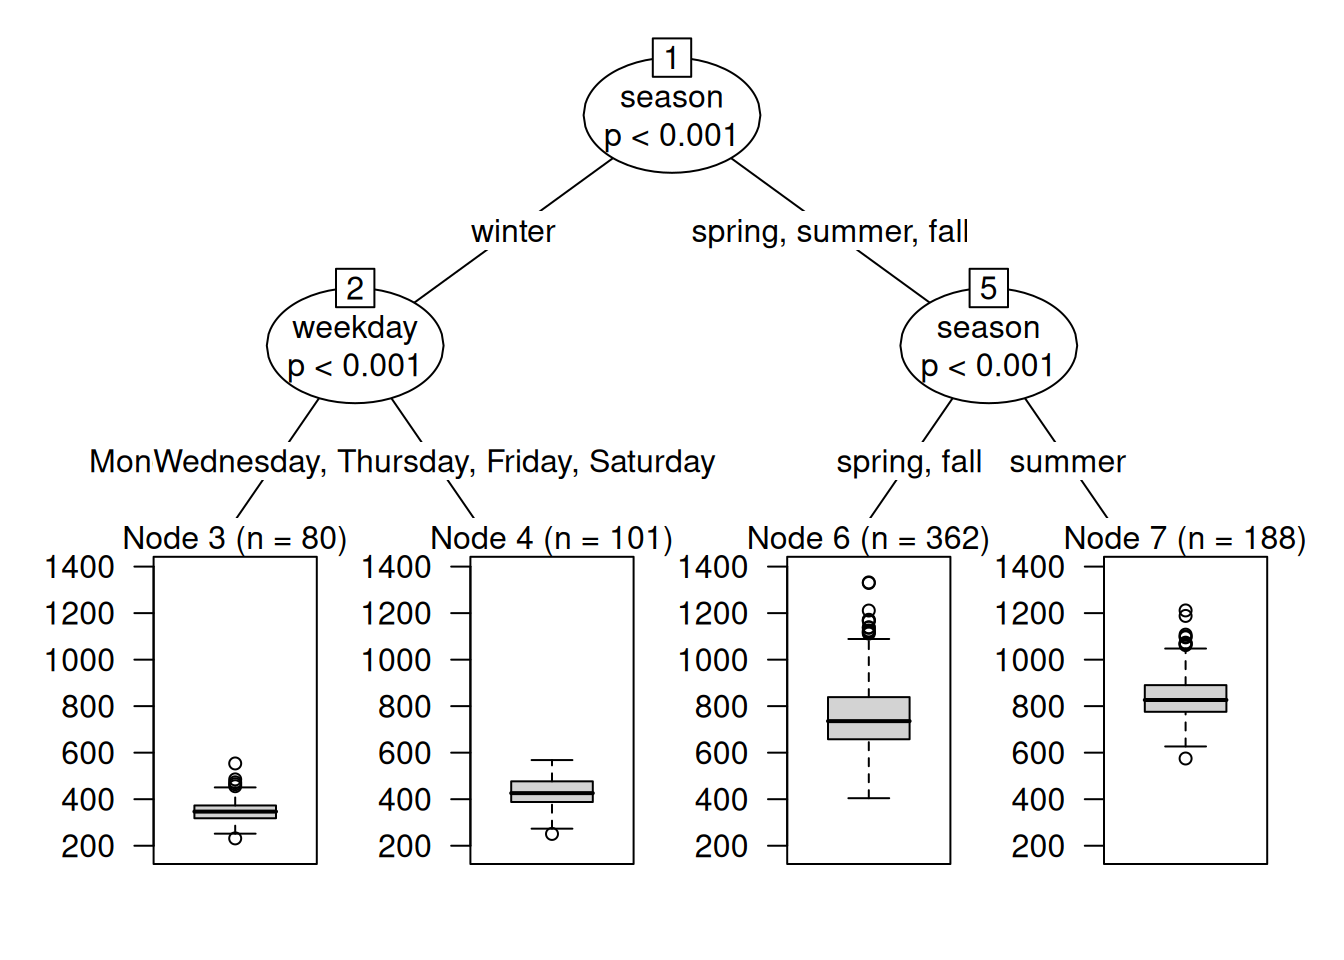 1
season
p < 0.001
winter
spring, summer, fall
2
weekday
p < 0.001
5
season
p < 0.001
Mon
Wednesday, Thursday, Friday, Saturday
spring, fall
summer
Node 3 (n = 80)
Node 4 (n = 101)
Node 6 (n = 362)
Node 7 (n = 188)
1400
1200
1000
800
600
400
200
1400
1200
1000
800
600
400
200
1400
1200
1000
800
600
400
200
1400
1200
1000
800
600
400
200